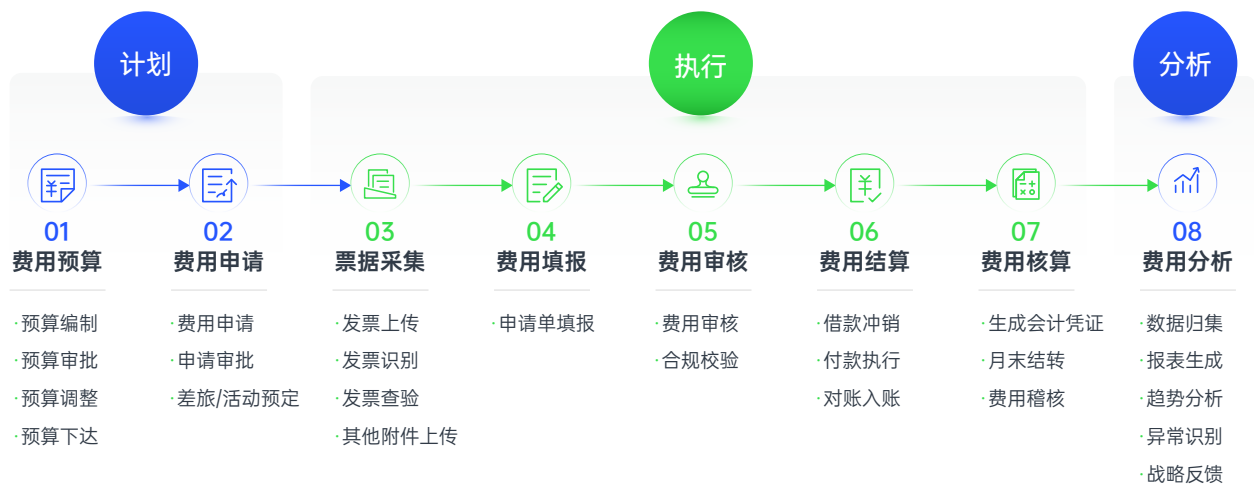 计划
执行
分析
01
02
03
04
05
06
07
08
费用预算
费用申请
票据采集
费用填报
费用审核
费用结算
费用核算
费用分析
·预算编制
·预算审批
·预算调整
·预算下达
·费用申请
·申请审批
·差旅/活动预定
·发票上传
·发票识别
·发票查验
·其他附件上传
·申请单填报
·费用审核
·合规校验
·借款冲销
·付款执行
·对账入账
·生成会计凭证
·月末结转
·费用稽核
·数据归集
·报表生成
·趋势分析
·异常识别
·战略反馈